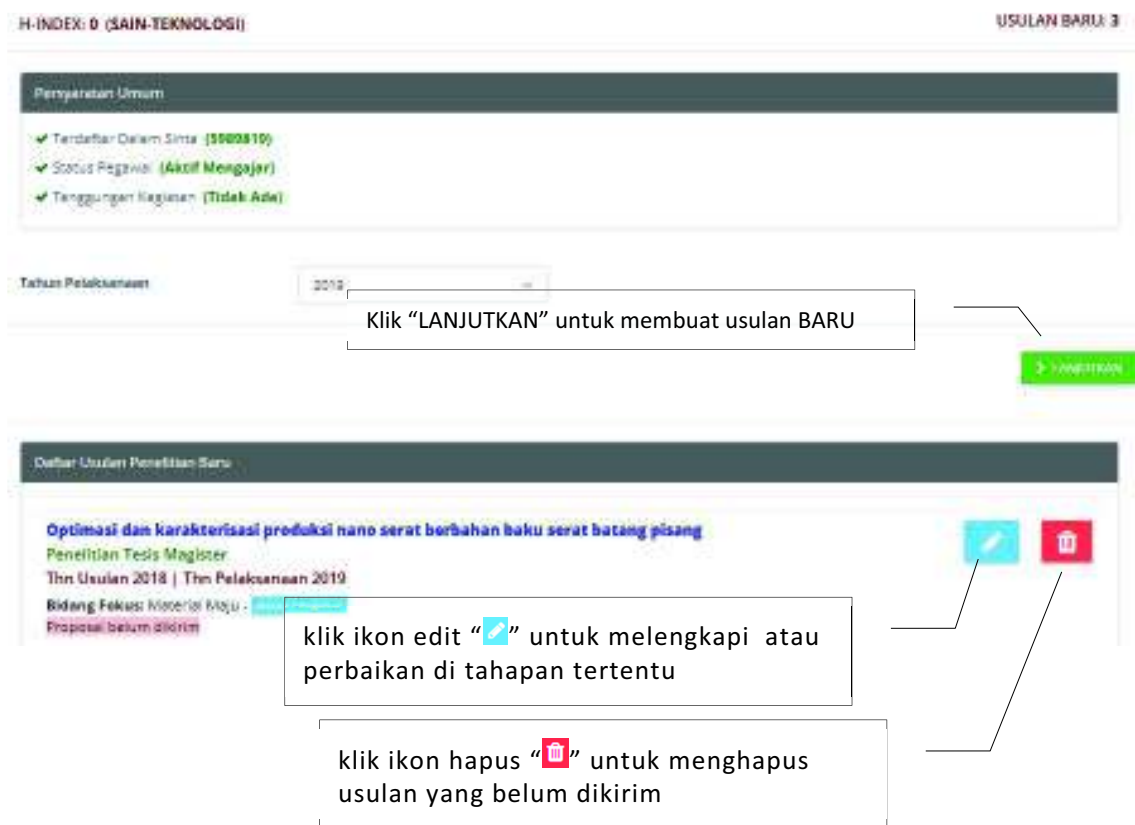 H-INDEX: 0 (SAIN-TEKNOLOGI)
USULAN BARU: 3
Persyaratan Umum
Terdaftar Dalam Sinta (5989819)
Status Pegawai (Aktif Mengajar)
Tanggungan Kegiatan (Tidak Ada)
Tahun Pelaksanaan
2019
Klik “LANJUTKAN” untuk membuat usulan BARU
LANJUTKAN
Daftar Usulan Penelitian Baru
Optimasi dan karakterisasi produksi nano serat berbahan baku serat batang pisang
Penelitian Tesis Magister
Thn Usulan 2018 | Thn Pelaksanaan 2019
Bidang Fokus: Material Maju -
Proposal belum dikirim
klik ikon edit “ ” untuk melengkapi atau
perbaikan di tahapan tertentu
klik ikon hapus “ ” untuk menghapus
usulan yang belum dikirim